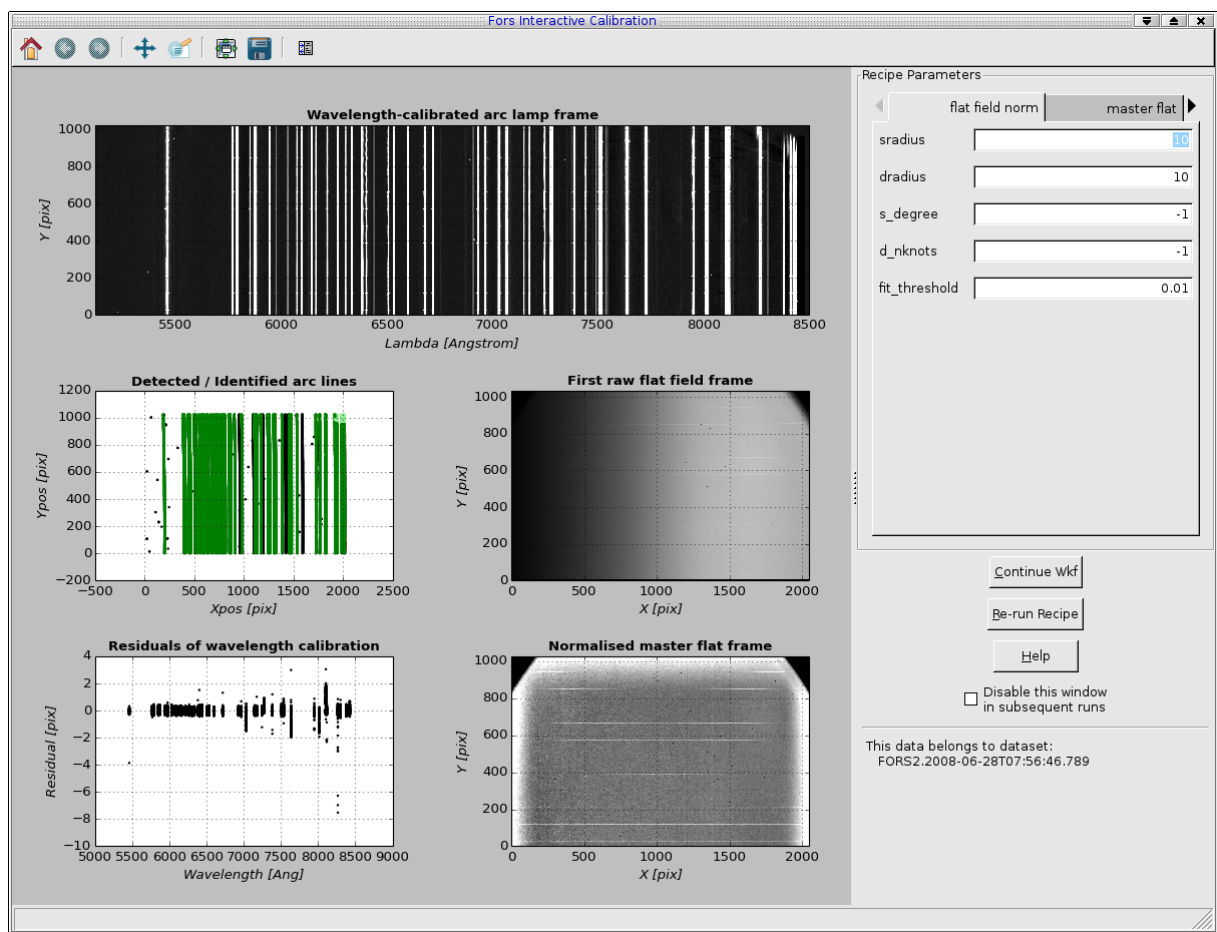 Fors Interactive Calibration
Recipe Parameters
flat field norm
master flat
sradius 10
dradius 10
s_degree -1
d_nknots -1
fit_threshold 0.01
Wavelength-calibrated arc lamp frame
Y [pix]
1000
800
600
400
200
0
5500 6000 6500 7000 7500 8000 8500
Lambda [Angstrom]
Detected / Identified arc lines
Ypos [pix]
1200
1000
800
600
400
200
0
−200
−500 0 500 1000 1500 2000 2500
Xpos [pix]
First raw flat field frame
Y [pix]
1000
800
600
400
200
0
0 500 1000 1500 2000
X [pix]
Residuals of wavelength calibration
Residual [pix]
4
2
0
−2
−4
−6
−8
−10
5000 5500 6000 6500 7000 7500 8000 8500 9000
Wavelength [Ang]
Normalised master flat frame
Y [pix]
1000
800
600
400
200
0
0 500 1000 1500 2000
X [pix]
Continue Wkf
Re-run Recipe
Help
Disable this window
in subsequent runs
This data belongs to dataset:
FORS2.2008-06-28T07:56:46.789